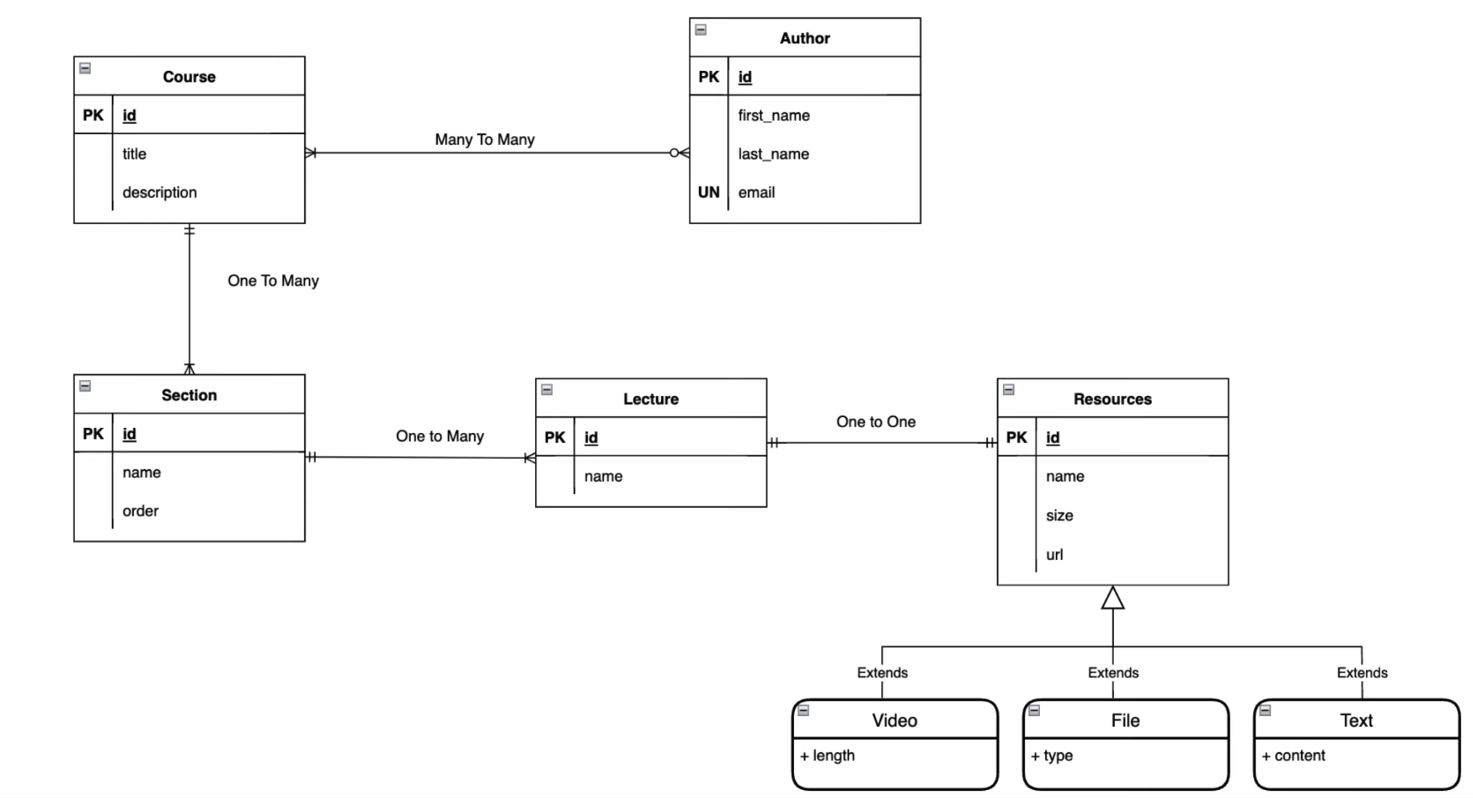 Author
PK id
first_name
last_name
UN email
Course
PK id
title
description
Many To Many
One To Many
Section
PK id
name
order
One to Many
Lecture
PK id
name
One to One
Resources
PK id
name
size
url
Extends
Extends
Extends
Video
+ length
File
+ type
Text
+ content